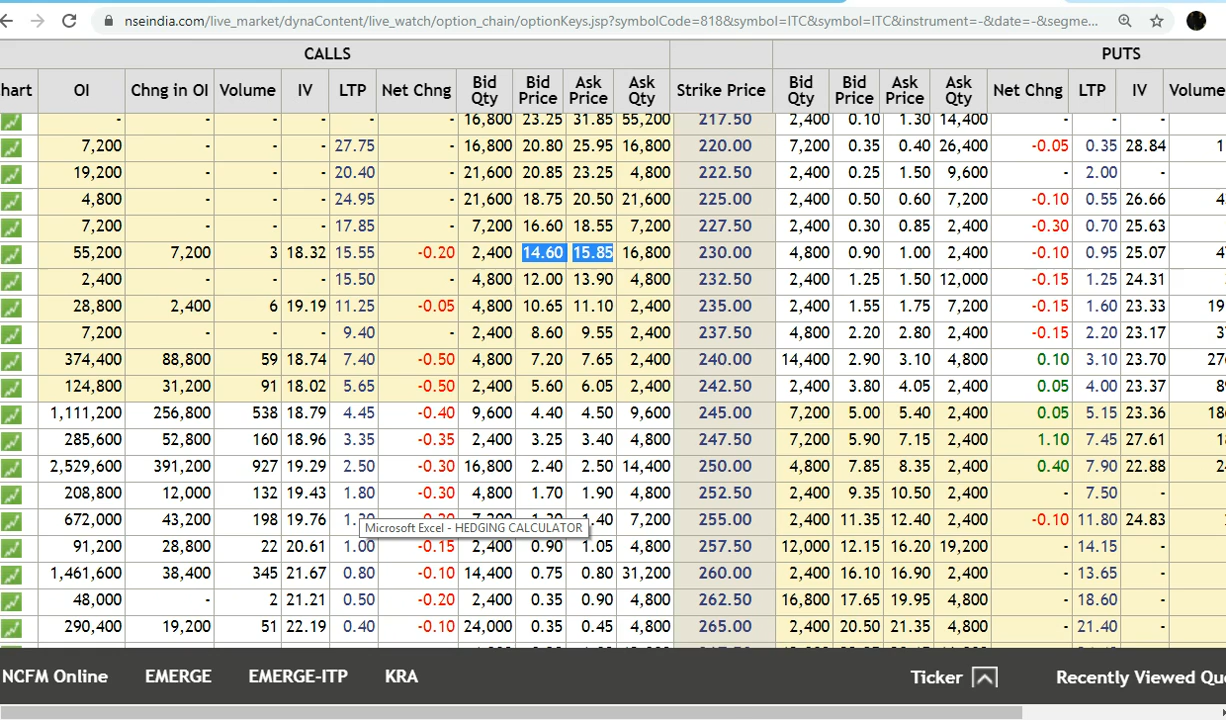 nseindia.com/live_market/dynaContent/live_watch/option_chain/optionKeys.jsp?symbolCode=818&symbol=ITC&symbol=ITC&instrument=-&date=-&segme...
CALLS PUTS
hart OI Chng in OI Volume IV LTP Net Chng Bid Qty Bid Price Ask Price Ask Qty Strike Price Bid Qty Bid Price Ask Price Ask Qty Net Chng LTP IV Volume
- - - - - - 16,800 23.25 31.85 55,200 217.50 2,400 0.10 1.30 14,400 - - -
7,200 - - - 27.75 - 16,800 20.80 25.95 16,800 220.00 7,200 0.35 0.40 26,400 -0.05 0.35 28.84 1
19,200 - - - 20.40 - 21,600 20.85 23.25 4,800 222.50 2,400 0.25 1.50 9,600 - 2.00 -
4,800 - - - 24.95 - 21,600 18.75 20.50 21,600 225.00 2,400 0.50 0.60 7,200 -0.10 0.55 26.66 4
7,200 - - - 17.85 - 7,200 16.60 18.55 7,200 227.50 2,400 0.30 0.85 2,400 -0.30 0.70 25.63
55,200 7,200 3 18.32 15.55 -0.20 2,400 14.60 15.85 16,800 230.00 4,800 0.90 1.00 2,400 -0.10 0.95 25.07 4
2,400 - - - 15.50 - 4,800 12.00 13.90 4,800 232.50 2,400 1.25 1.50 12,000 -0.15 1.25 24.31
28,800 2,400 6 19.19 11.25 -0.05 4,800 10.65 11.10 2,400 235.00 2,400 1.55 1.75 7,200 -0.15 1.60 23.33 19
7,200 - - - 9.40 - 2,400 8.60 9.55 2,400 237.50 4,800 2.20 2.80 2,400 -0.15 2.20 23.17 3
374,400 88,800 59 18.74 7.40 -0.50 4,800 7.20 7.65 2,400 240.00 14,400 2.90 3.10 4,800 0.10 3.10 23.70 27
124,800 31,200 91 18.02 5.65 -0.50 2,400 5.60 6.05 2,400 242.50 2,400 3.80 4.05 2,400 0.05 4.00 23.37 8
1,111,200 256,800 538 18.79 4.45 -0.40 9,600 4.40 4.50 9,600 245.00 7,200 5.00 5.40 2,400 0.05 5.15 23.36 18
285,600 52,800 160 18.96 3.35 -0.35 2,400 3.25 3.40 4,800 247.50 7,200 5.90 7.15 2,400 1.10 7.45 27.61 1
2,529,600 391,200 927 19.29 2.50 -0.30 16,800 2.40 2.50 14,400 250.00 4,800 7.85 8.35 2,400 0.40 7.90 22.88 2
208,800 12,000 132 19.43 1.80 -0.30 4,800 1.70 1.90 4,800 252.50 2,400 9.35 10.50 2,400 - 7.50 -
672,000 43,200 198 19.76 .40 7,200 255.00 2,400 11.35 12.40 2,400 -0.10 11.80 24.83
Microsoft Excel - HEDGING CALCULATOR
91,200 28,800 22 20.61 1.00 -0.15 2,400 0.90 1.05 4,800 257.50 12,000 12.15 16.20 19,200 - 14.15 -
1,461,600 38,400 345 21.67 0.80 -0.10 14,400 0.75 0.80 31,200 260.00 2,400 16.10 16.90 2,400 - 13.65 -
48,000 - 2 21.21 0.50 -0.20 2,400 0.35 0.90 4,800 262.50 16,800 17.65 19.95 4,800 - 18.60 -
290,400 19,200 51 22.19 0.40 -0.10 24,000 0.35 0.45 4,800 265.00 2,400 20.50 21.35 4,800 - 21.40 -
NCFM Online EMERGE EMERGE-ITP KRA Ticker Recently Viewed Qu